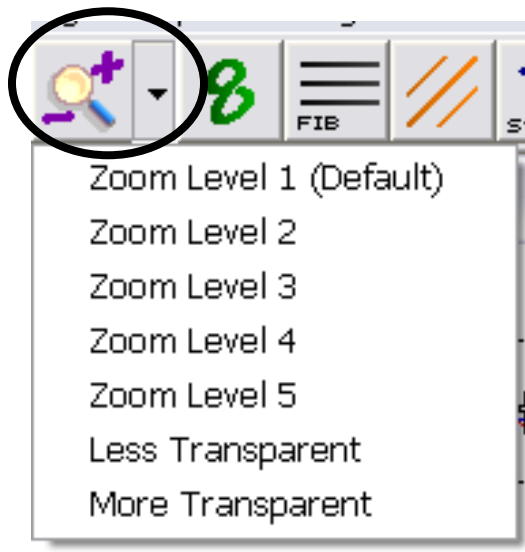 FIB
Zoom Level 1 (Default)
Zoom Level 2
Zoom Level 3
Zoom Level 4
Zoom Level 5
Less Transparent
More Transparent